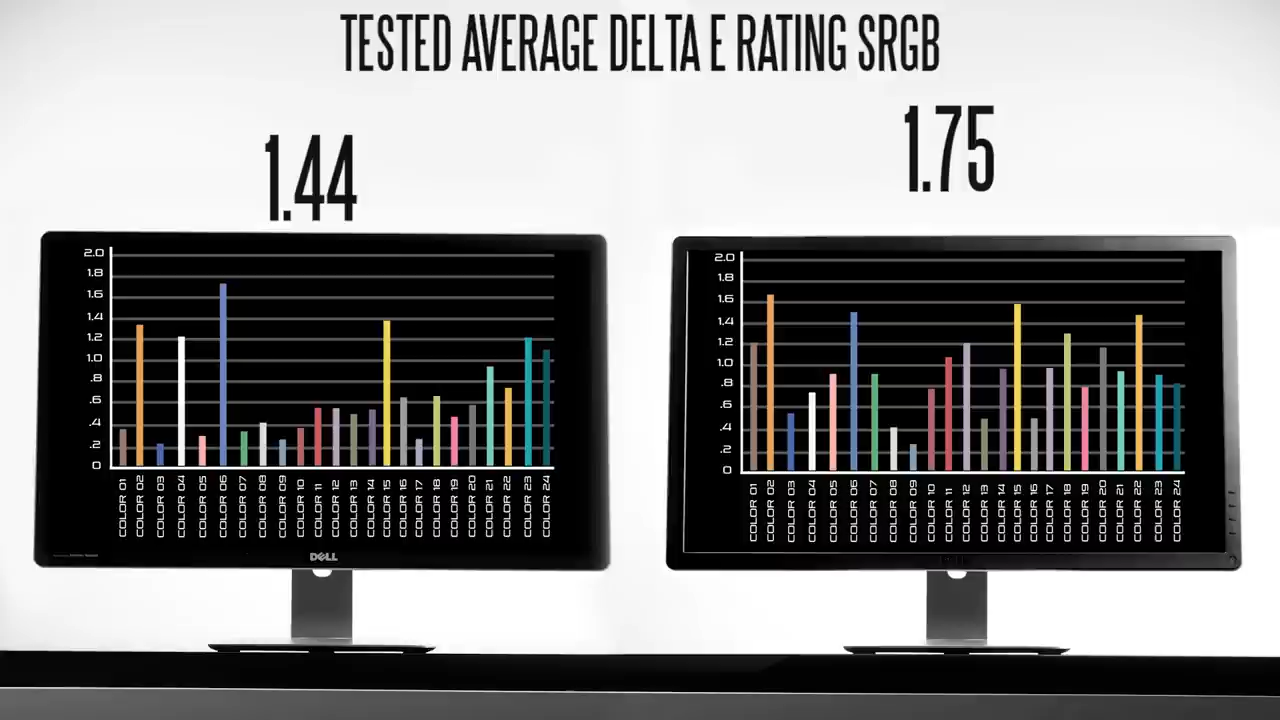 TESTED AVERAGE DELTA E RATING SRGB
1.44
1.75
2.0
1.8
1.6
1.4
1.2
1.0
.8
.6
.4
.2
0
COLOR 01
COLOR 02
COLOR 03
COLOR 04
COLOR 05
COLOR 06
COLOR 07
COLOR 08
COLOR 09
COLOR 10
COLOR 11
COLOR 12
COLOR 13
COLOR 14
COLOR 15
COLOR 16
COLOR 17
COLOR 18
COLOR 19
COLOR 20
COLOR 21
COLOR 22
COLOR 23
COLOR 24
DELL
2.0
1.8
1.6
1.4
1.2
1.0
.8
.6
.4
.2
0
COLOR 01
COLOR 02
COLOR 03
COLOR 04
COLOR 05
COLOR 06
COLOR 07
COLOR 08
COLOR 09
COLOR 10
COLOR 11
COLOR 12
COLOR 13
COLOR 14
COLOR 15
COLOR 16
COLOR 17
COLOR 18
COLOR 19
COLOR 20
COLOR 21
COLOR 22
COLOR 23
COLOR 24